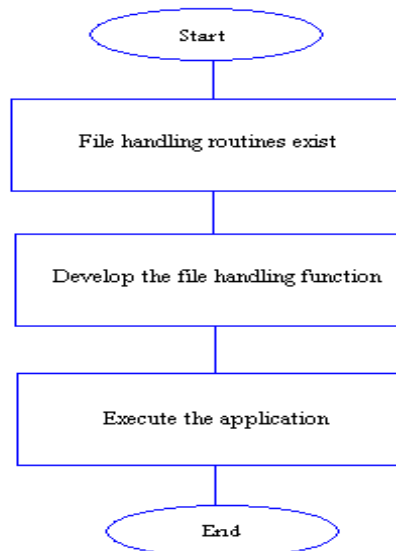 Start
File handling routines exist
Develop the file handling function
Execute the application
End